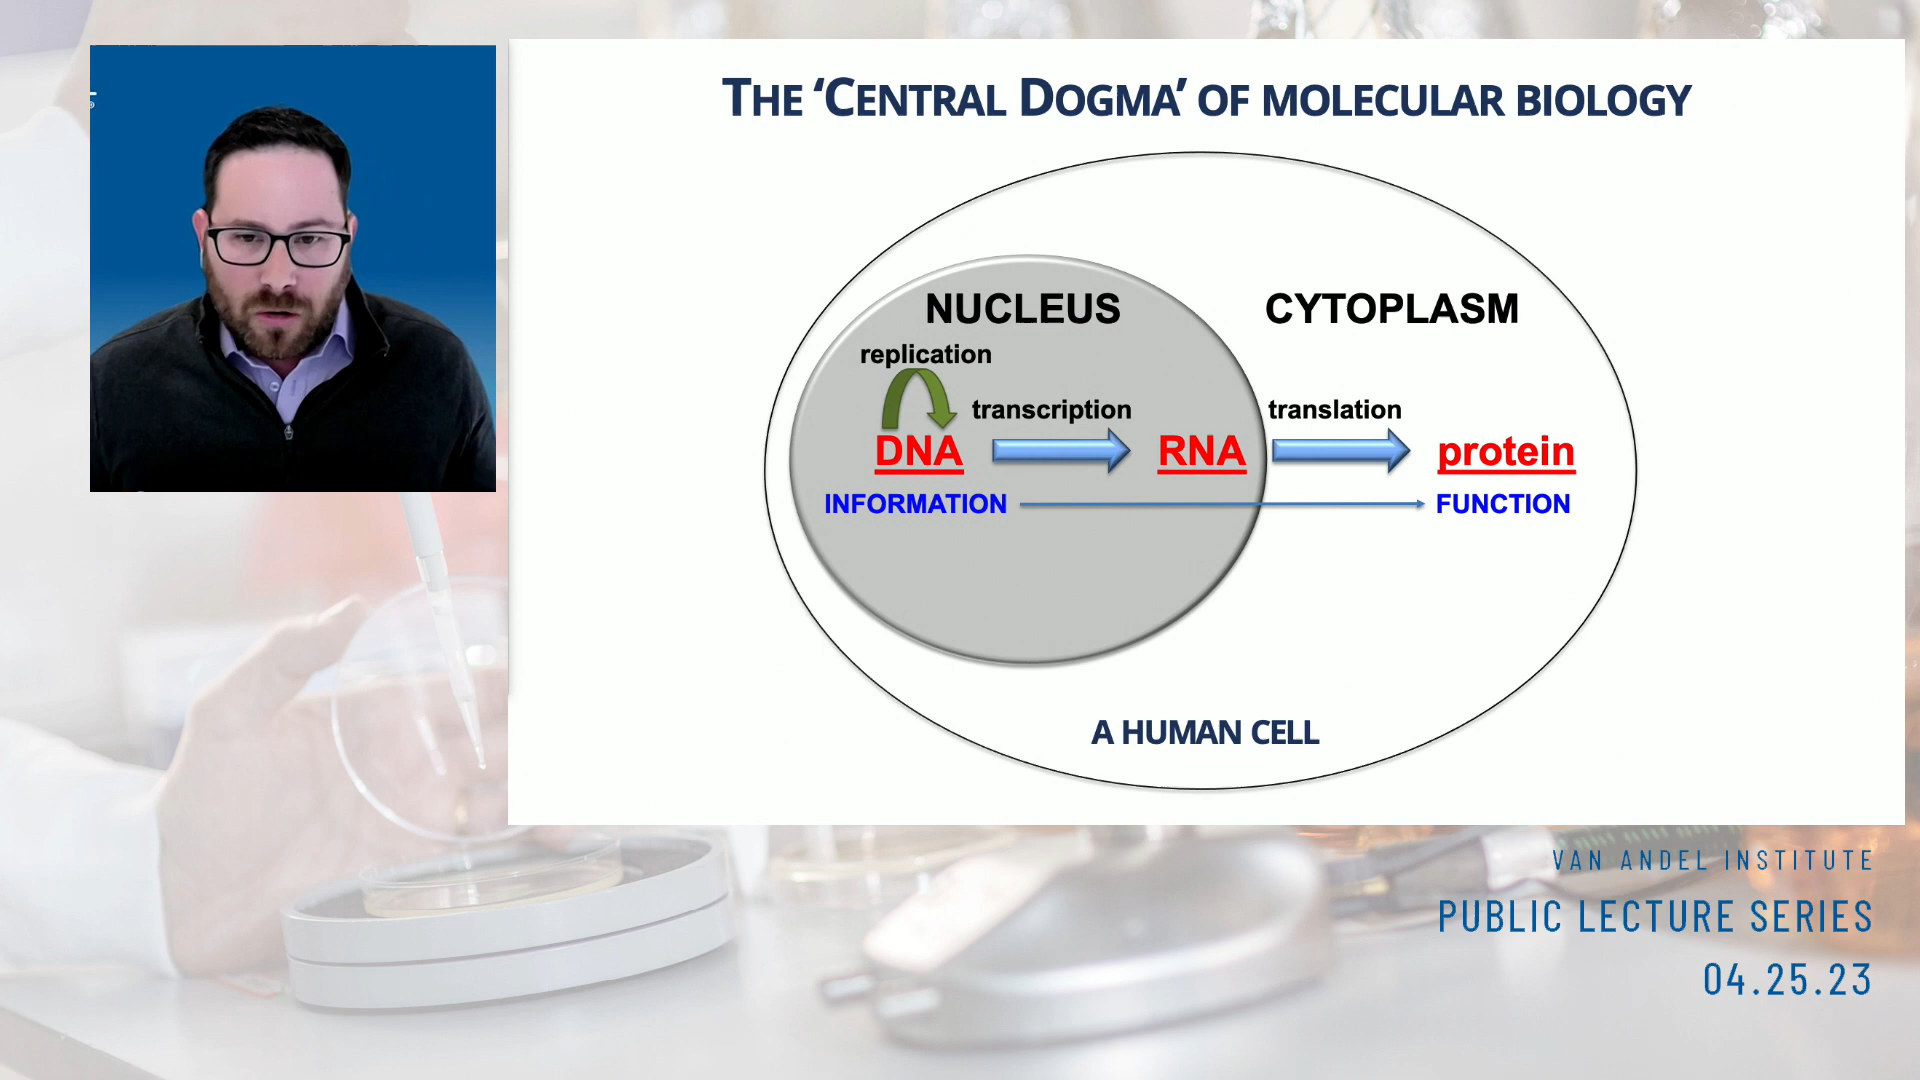 THE ‘CENTRAL DOGMA’ OF MOLECULAR BIOLOGY
NUCLEUS
CYTOPLASM
replication
transcription
translation
DNA
RNA
protein
INFORMATION
FUNCTION
A HUMAN CELL
VAN ANDEL INSTITUTE
PUBLIC LECTURE SERIES
04.25.23